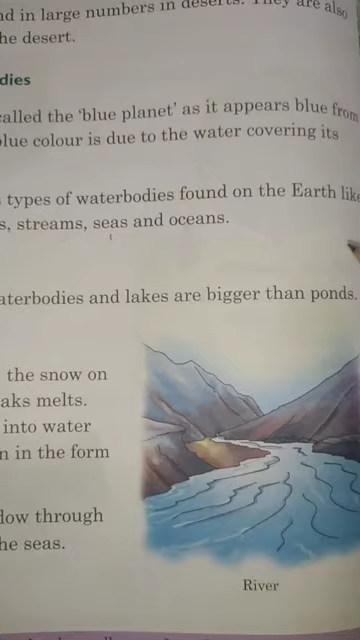 in large numbers in deserts. They are also
the desert.
dies
called the ‘blue planet’ as it appears blue from
blue colour is due to the water covering its
types of waterbodies found on the Earth like
s, streams, seas and oceans.
aterbodies and lakes are bigger than ponds.
the snow on
aks melts.
into water
n in the form
low through
he seas.
River